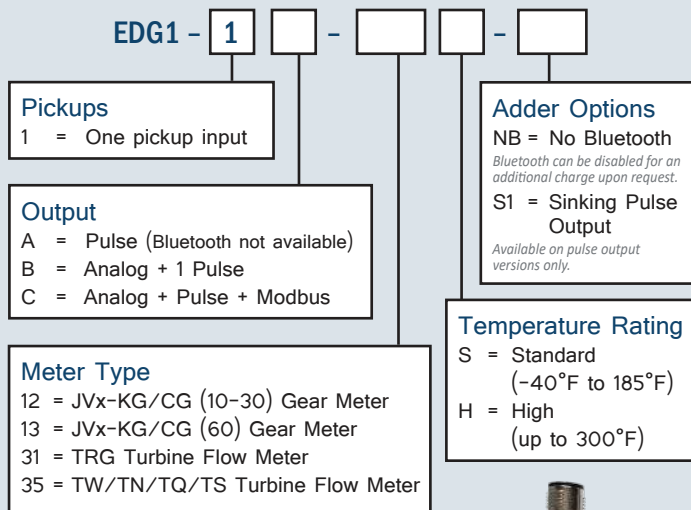 EDG1 – 1 – –
Pickups
1 = One pickup input
Output
A = Pulse (Bluetooth not available)
B = Analog + 1 Pulse
C = Analog + Pulse + Modbus
Meter Type
12 = JVx-KG/CG (10-30) Gear Meter
13 = JVx-KG/CG (60) Gear Meter
31 = TRG Turbine Flow Meter
35 = TW/TN/TQ/TS Turbine Flow Meter
Adder Options
NB = No Bluetooth
Bluetooth can be disabled for an
additional charge upon request.
S1 = Sinking Pulse
Output
Available on pulse output
versions only.
Temperature Rating
S = Standard
(-40°F to 185°F)
H = High
(up to 300°F)